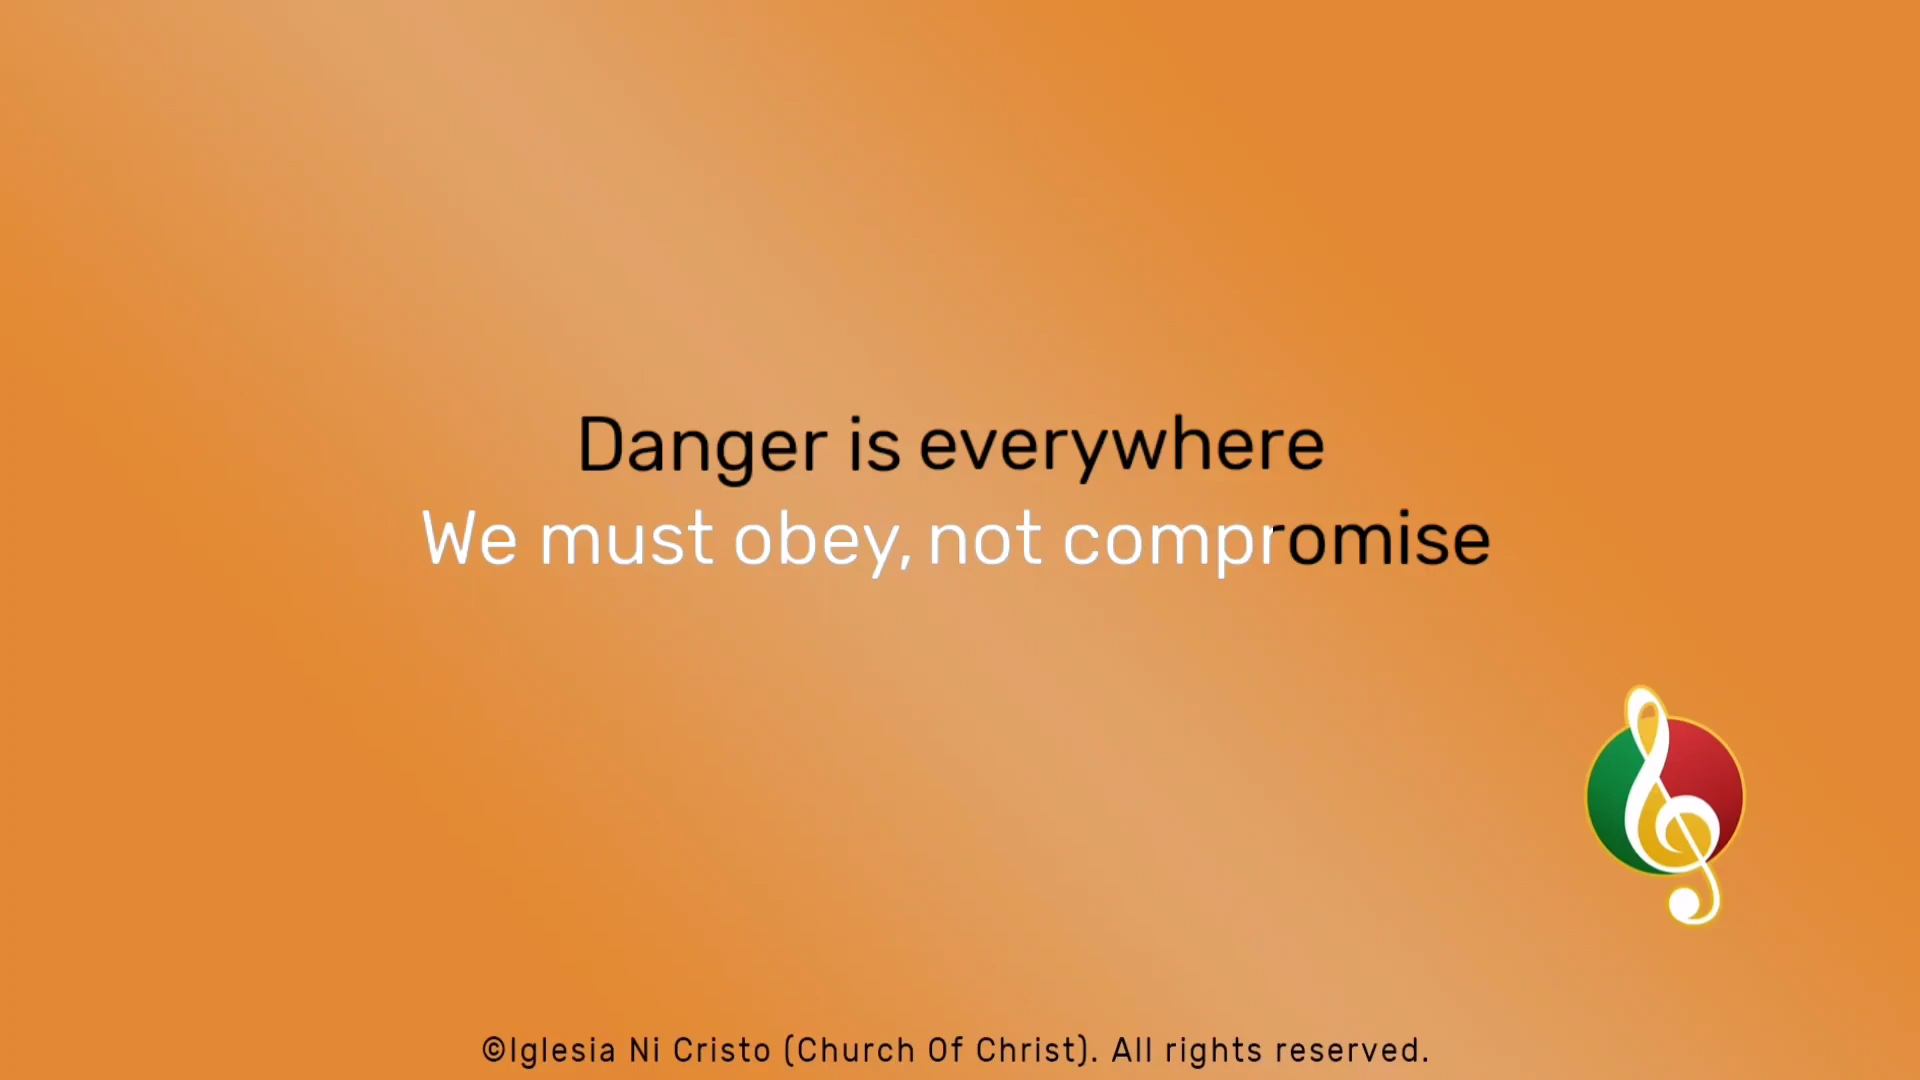 Danger is everywhere
We must obey, not compromise
©Iglesia Ni Cristo (Church Of Christ). All rights reserved.